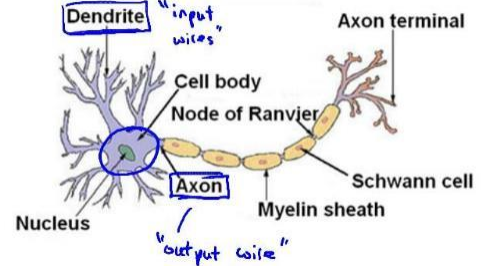 Dendrite
"input
wires"
Axon terminal
Cell body
Node of Ranvier
Axon
Schwann cell
Myelin sheath
Nucleus
"output wire"